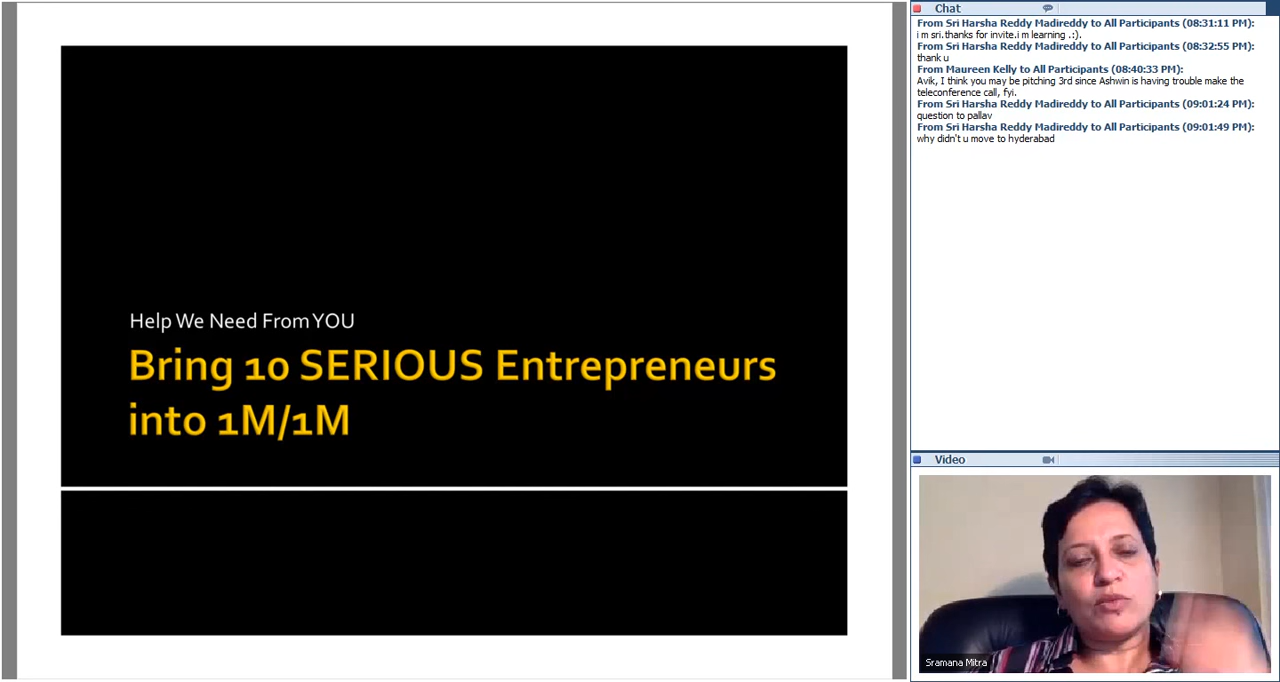 Help We Need From YOU
Bring 10 SERIOUS Entrepreneurs
into 1M/1M
Chat
From Sri Harsha Reddy Madireddy to All Participants (08:31:11 PM):
i m sri.thanks for invite.i m learning .:).
From Sri Harsha Reddy Madireddy to All Participants (08:32:55 PM):
thank u
From Maureen Kelly to All Participants (08:40:33 PM):
Avik, I think you may be pitching 3rd since Ashwin is having trouble make the
teleconference call, fyi.
From Sri Harsha Reddy Madireddy to All Participants (09:01:24 PM):
question to pallav
From Sri Harsha Reddy Madireddy to All Participants (09:01:49 PM):
why didn't u move to hyderabad
Video
Sramana Mitra